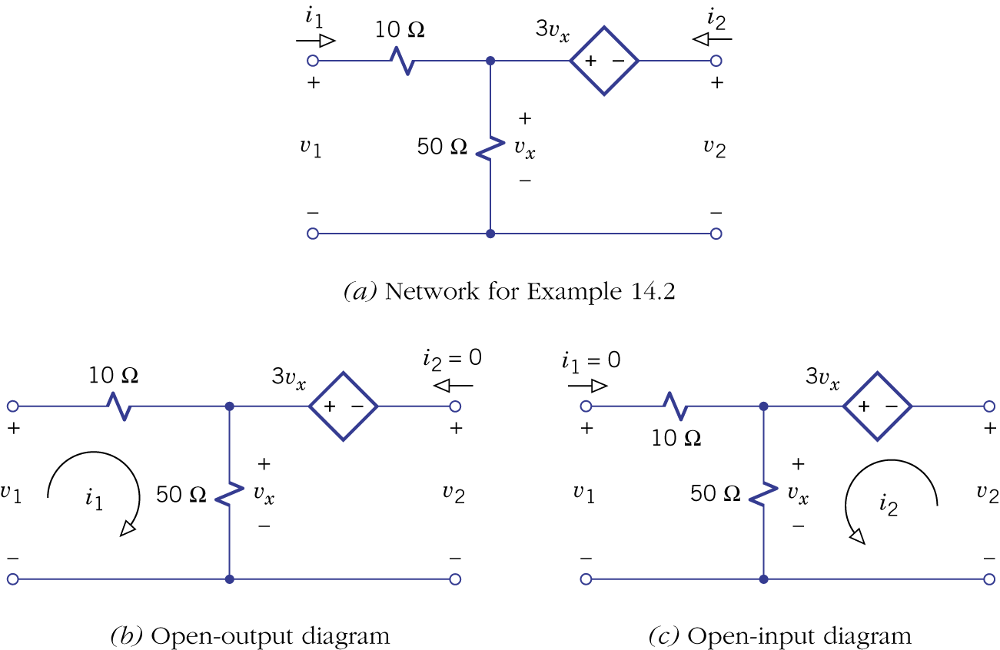 i1
10 Ω
3vx
i2
+ −
+
+
v1
50 Ω
+
vx
−
v2
−
−
(a) Network for Example 14.2
10 Ω
3vx
i2 = 0
+ −
+
+
v1
i1
50 Ω
+
vx
−
v2
−
−
(b) Open-output diagram
i1 = 0
3vx
+ −
+
10 Ω
+
v1
50 Ω
+
vx
−
i2
v2
−
−
(c) Open-input diagram